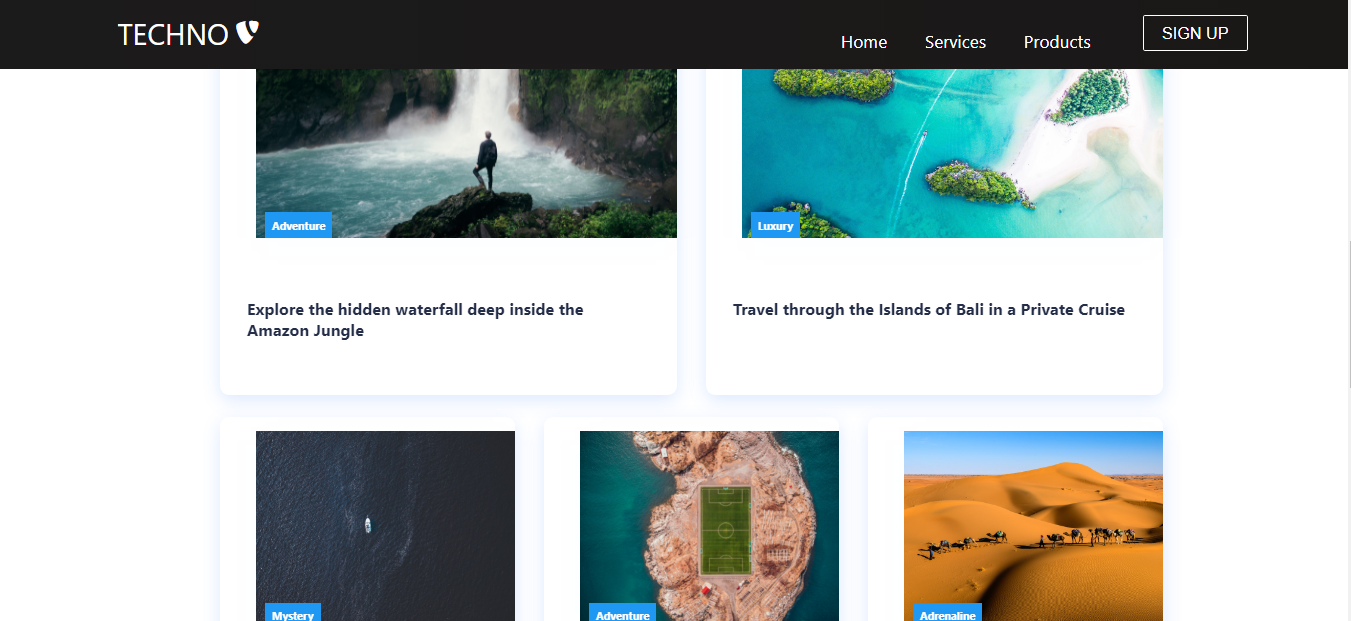 TECHNO
Home
Services
Products
SIGN UP
Adventure
Luxury
Explore the hidden waterfall deep inside the
Amazon Jungle
Travel through the Islands of Bali in a Private Cruise
Mystery
Adventure
Adrenaline